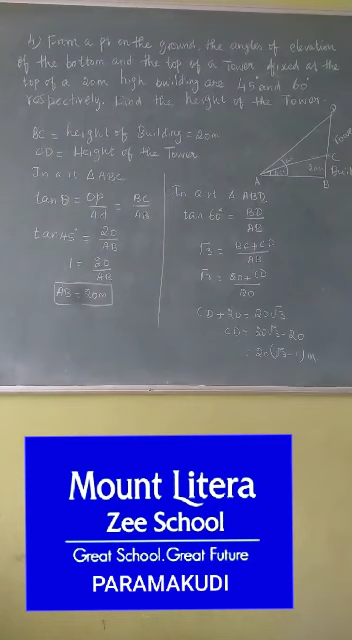 4) From a pt on the ground, the angles of elevation
of the bottom and the top of a Tower fixed at the
top of a 20m high building are 45° and 60°
respectively. Find the height of the Tower.
BC = height of Building = 20m
CD = Height of the Tower
In a rt ∆ ABC
tan θ = OP/AA = BC/AB
tan 45° = 20/AB
1 = 20/AB
AB = 20m
In a rt ∆ ABD
tan 60° = BD/AB
√3 = BC+CD/AB
√3 = 20+CD/20
CD + 20 = 20√3
CD = 20√3 - 20
= 20(√3-1)m
D
Tower
C
A
B
Mount Litera
Zee School
Great School.Great Future
PARAMAKUDI